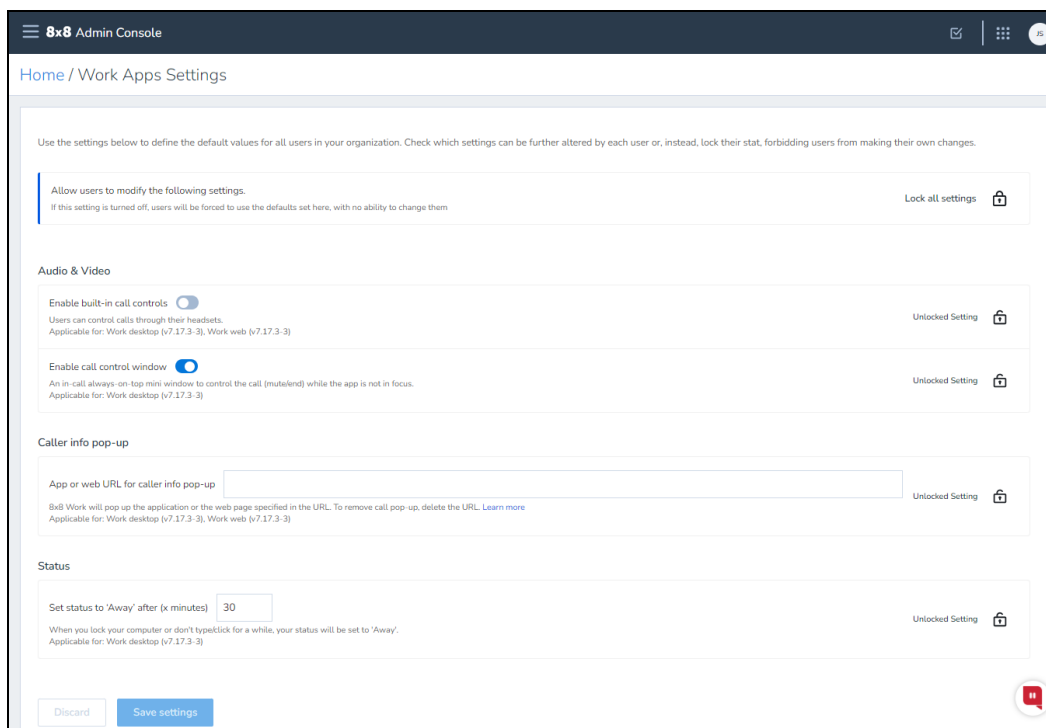 8x8 Admin Console
JS
Home / Work Apps Settings
Use the settings below to define the default values for all users in your organization. Check which settings can be further altered by each user or, instead, lock their stat, forbidding users from making their own changes.
Allow users to modify the following settings.
Lock all settings
If this setting is turned off, users will be forced to use the defaults set here, with no ability to change them
Audio & Video
Enable built-in call controls
Users can control calls through their headsets.
Unlocked Setting
Applicable for: Work desktop (v7.17.3-3), Work web (v7.17.3-3)
Enable call control window
An in-call always-on-top mini window to control the call (mute/end) while the app is not in focus.
Unlocked Setting
Applicable for: Work desktop (v7.17.3-3)
Caller info pop-up
App or web URL for caller info pop-up
Unlocked Setting
8x8 Work will pop up the application or the web page specified in the URL. To remove call pop-up, delete the URL. Learn more
Applicable for: Work desktop (v7.17.3-3), Work web (v7.17.3-3)
Status
Set status to 'Away' after (x minutes) 30
Unlocked Setting
When you lock your computer or don't type/click for a while, your status will be set to 'Away'.
Applicable for: Work desktop (v7.17.3-3)
Discard Save settings